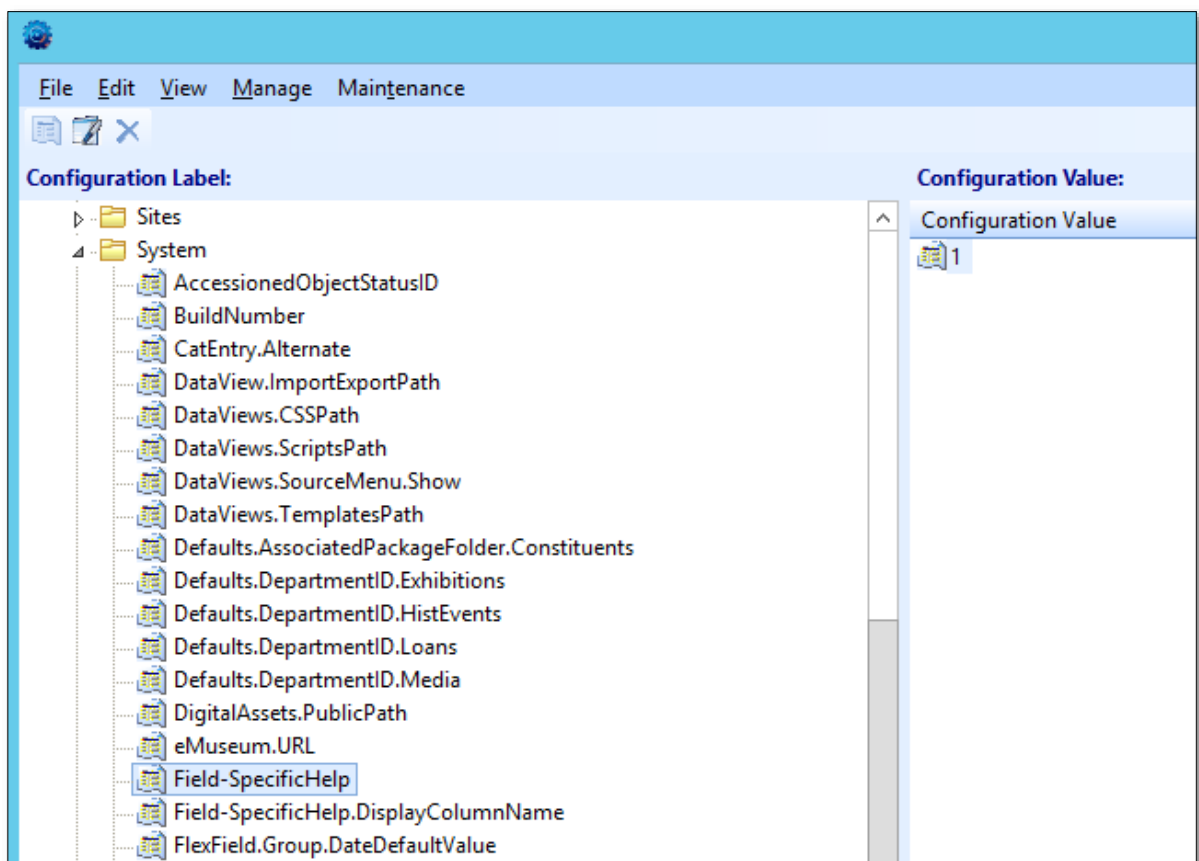 File Edit View Manage Maintenance
Configuration Label:
Configuration Value:
Sites
Configuration Value
System
1
AccessionedObjectStatusID
BuildNumber
CatEntry.Alternate
DataView.ImportExportPath
DataViews.CSSPath
DataViews.ScriptsPath
DataViews.SourceMenu.Show
DataViews.TemplatesPath
Defaults.AssociatedPackageFolder.Constituents
Defaults.DepartmentID.Exhibitions
Defaults.DepartmentID.HistEvents
Defaults.DepartmentID.Loans
Defaults.DepartmentID.Media
DigitalAssets.PublicPath
eMuseum.URL
Field-SpecificHelp
Field-SpecificHelp.DisplayColumnName
FlexField.Group.DateDefaultValue